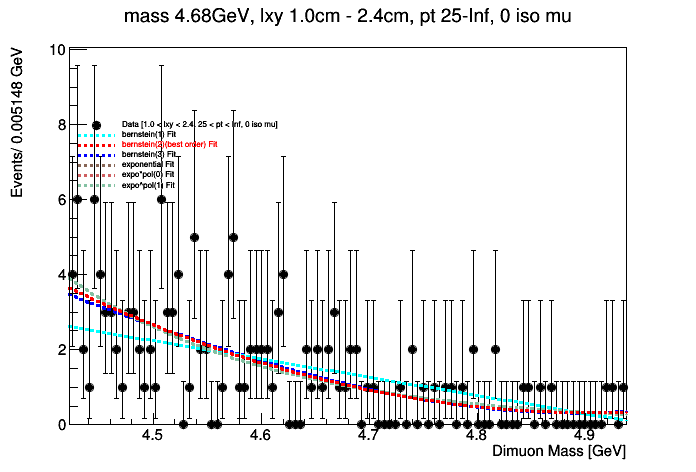 mass 4.68GeV, lxy 1.0cm - 2.4cm, pt 25-Inf, 0 iso mu
Events/ 0.005148 GeV
10
8
6
4
2
0
Data [1.0 < lxy < 2.4, 25 < pt < Inf, 0 iso mu]
bernstein(1) Fit
bernstein(2)(best order) Fit
bernstein(3) Fit
exponential Fit
expo*pol(0) Fit
expo^pol(1) Fit
4.5 4.6 4.7 4.8 4.9
Dimuon Mass [GeV]